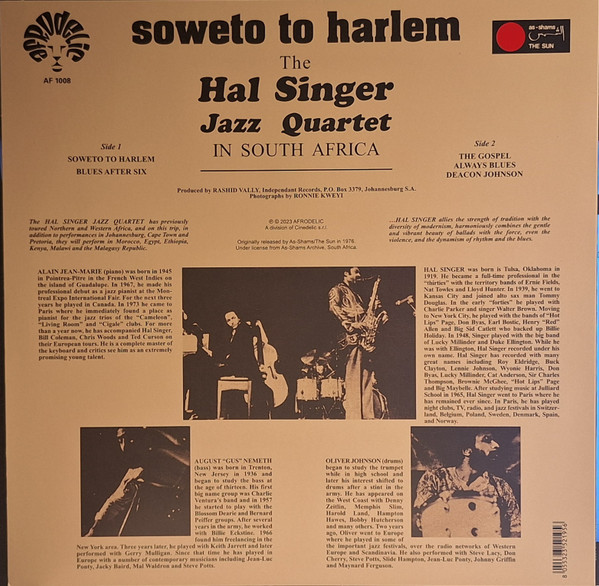 AFRODELIC
AF 1008
soweto to harlem
as-shams
THE SUN
The
Hal Singer
Jazz Quartet
IN SOUTH AFRICA
Side 1
SOWETO TO HARLEM
BLUES AFTER SIX
Side 2
THE GOSPEL
ALWAYS BLUES
DEACON JOHNSON
Produced by RASHID VALLY, Independant Records, P.O. Box 3379, Johannesburg S.A.
Photographs by RONNIE KWEYI
The HAL SINGER JAZZ QUARTET has previously
toured Northern and Western Africa, and on this trip, in
addition to performances in Johannesburg, Cape Town and
Pretoria, they will perform in Morocco, Egypt, Ethiopia,
Kenya, Malawi and the Malagasy Republic.
℗ © 2023 AFRODELIC
A division of Cinedelic s.r.l.
Originally released by As-Shams/The Sun in 1976.
Under license from As-Shams Archive, South Africa.
...HAL SINGER allies the strength of tradition with the
diversity of modernism, harmoniously combines the gentle
and vibrant beauty of ballads with the force, even the
violence, and the dynamism of rhythm and the blues.
ALAIN JEAN-MARIE (piano) was born in 1945
in Pointre-Pitre in the French West Indies on
the island of Guadalupe. In 1967, he made his
professional debut as a jazz pianist at the Mon-
treal Expo International Fair. For the next three
years he played in Canada. In 1973 he came to
Paris where he immediately found a place as
pianist for the jazz trios of the "Cameleon",
"Living Room" and "Cigale" clubs. For more
than a year now, he has accompanied Hal Singer,
Bill Coleman, Chris Woods and Ted Curson on
their European tours. He is a complete master of
the keyboard and critics see him as an extremely
promising young talent.
HAL SINGER was born is Tulsa, Oklahoma in
1919. He became a full-time professional in the
"thirties" with the territory bands of Ernie Fields,
Nat Towks and Lloyd Hunter. In 1939, he went to
Kansas City and joined alto sax man Tommy
Douglas. In the early "forties" he played with
Charlie Parker and singer Walter Brown. Moving
to New York City, he played with the bands of "Hot
Lips" Page, Don Byas, Earl Bostic, Henry "Red"
Allen and Big Sid Catlet who backed up Billie
Holiday. In 1948, Singer played with the big band
of Lucky Millinder and Duke Ellington. While he
was with Ellington, Hal Singer recorded under his
own name. Hal Singer has recorded with many
great names including Roy Eldridge, Buck
Clayton, Lennie Johnson, Wyonie Harris, Don
Byas, Lucky Millinder, Cat Anderson, Sir Charles
Thompson, Brownie McGhee, "Hot Lips" Page
and Big Maybelle. After studying music at Julliard
School in 1965, Hal Singer went to Paris where he
has remained ever since. In Paris, he has played
night clubs, TV, radio, and jazz festivals in Switzer-
land, Belgium, Poland, Sweden, Denmark, Spain,
and Norway.
AUGUST "GUS" NEMETH
(bass) was born in Trenton,
New Jersey in 1936 and
began to study the bass at
the age of thirteen. His first
big name group was Charlie
Ventura's band and in 1957
he started to play with the
Blossom Dearie and Bernard
Peiffer groups. After several
years in the army, he worked
with Billie Eckstine. 1966
found him freelancing in the
New York area. Three years later, he played with Keith Jarrett and later
performed with Gerry Mulligan. Since that time he has played in
Europe with a number of contemporary musicians including Jean-Luc
Ponty, Jacky Baird, Mal Waldron and Steve Potts.
OLIVER JOHNSON (drums)
began to study the trumpet
while in high school and
later his interest shifted to
drums after a stint in the
army. He has appeared on
the West Coast with Denny
Zeitlin, Memphis Slim,
Harold Land, Hampton
Hawes, Bobby Hutcherson
and many others. Two years
ago, Oliver went to Europe
where he played in some of
the important jazz festivals, over the radio networks of Western
Europe and Scandinavia. He also performed with Steve Lacy, Don
Cherry, Steve Potts, Slide Hampton, Jean-Luc Ponty, Johnny Griffin
and Maynard Ferguson.